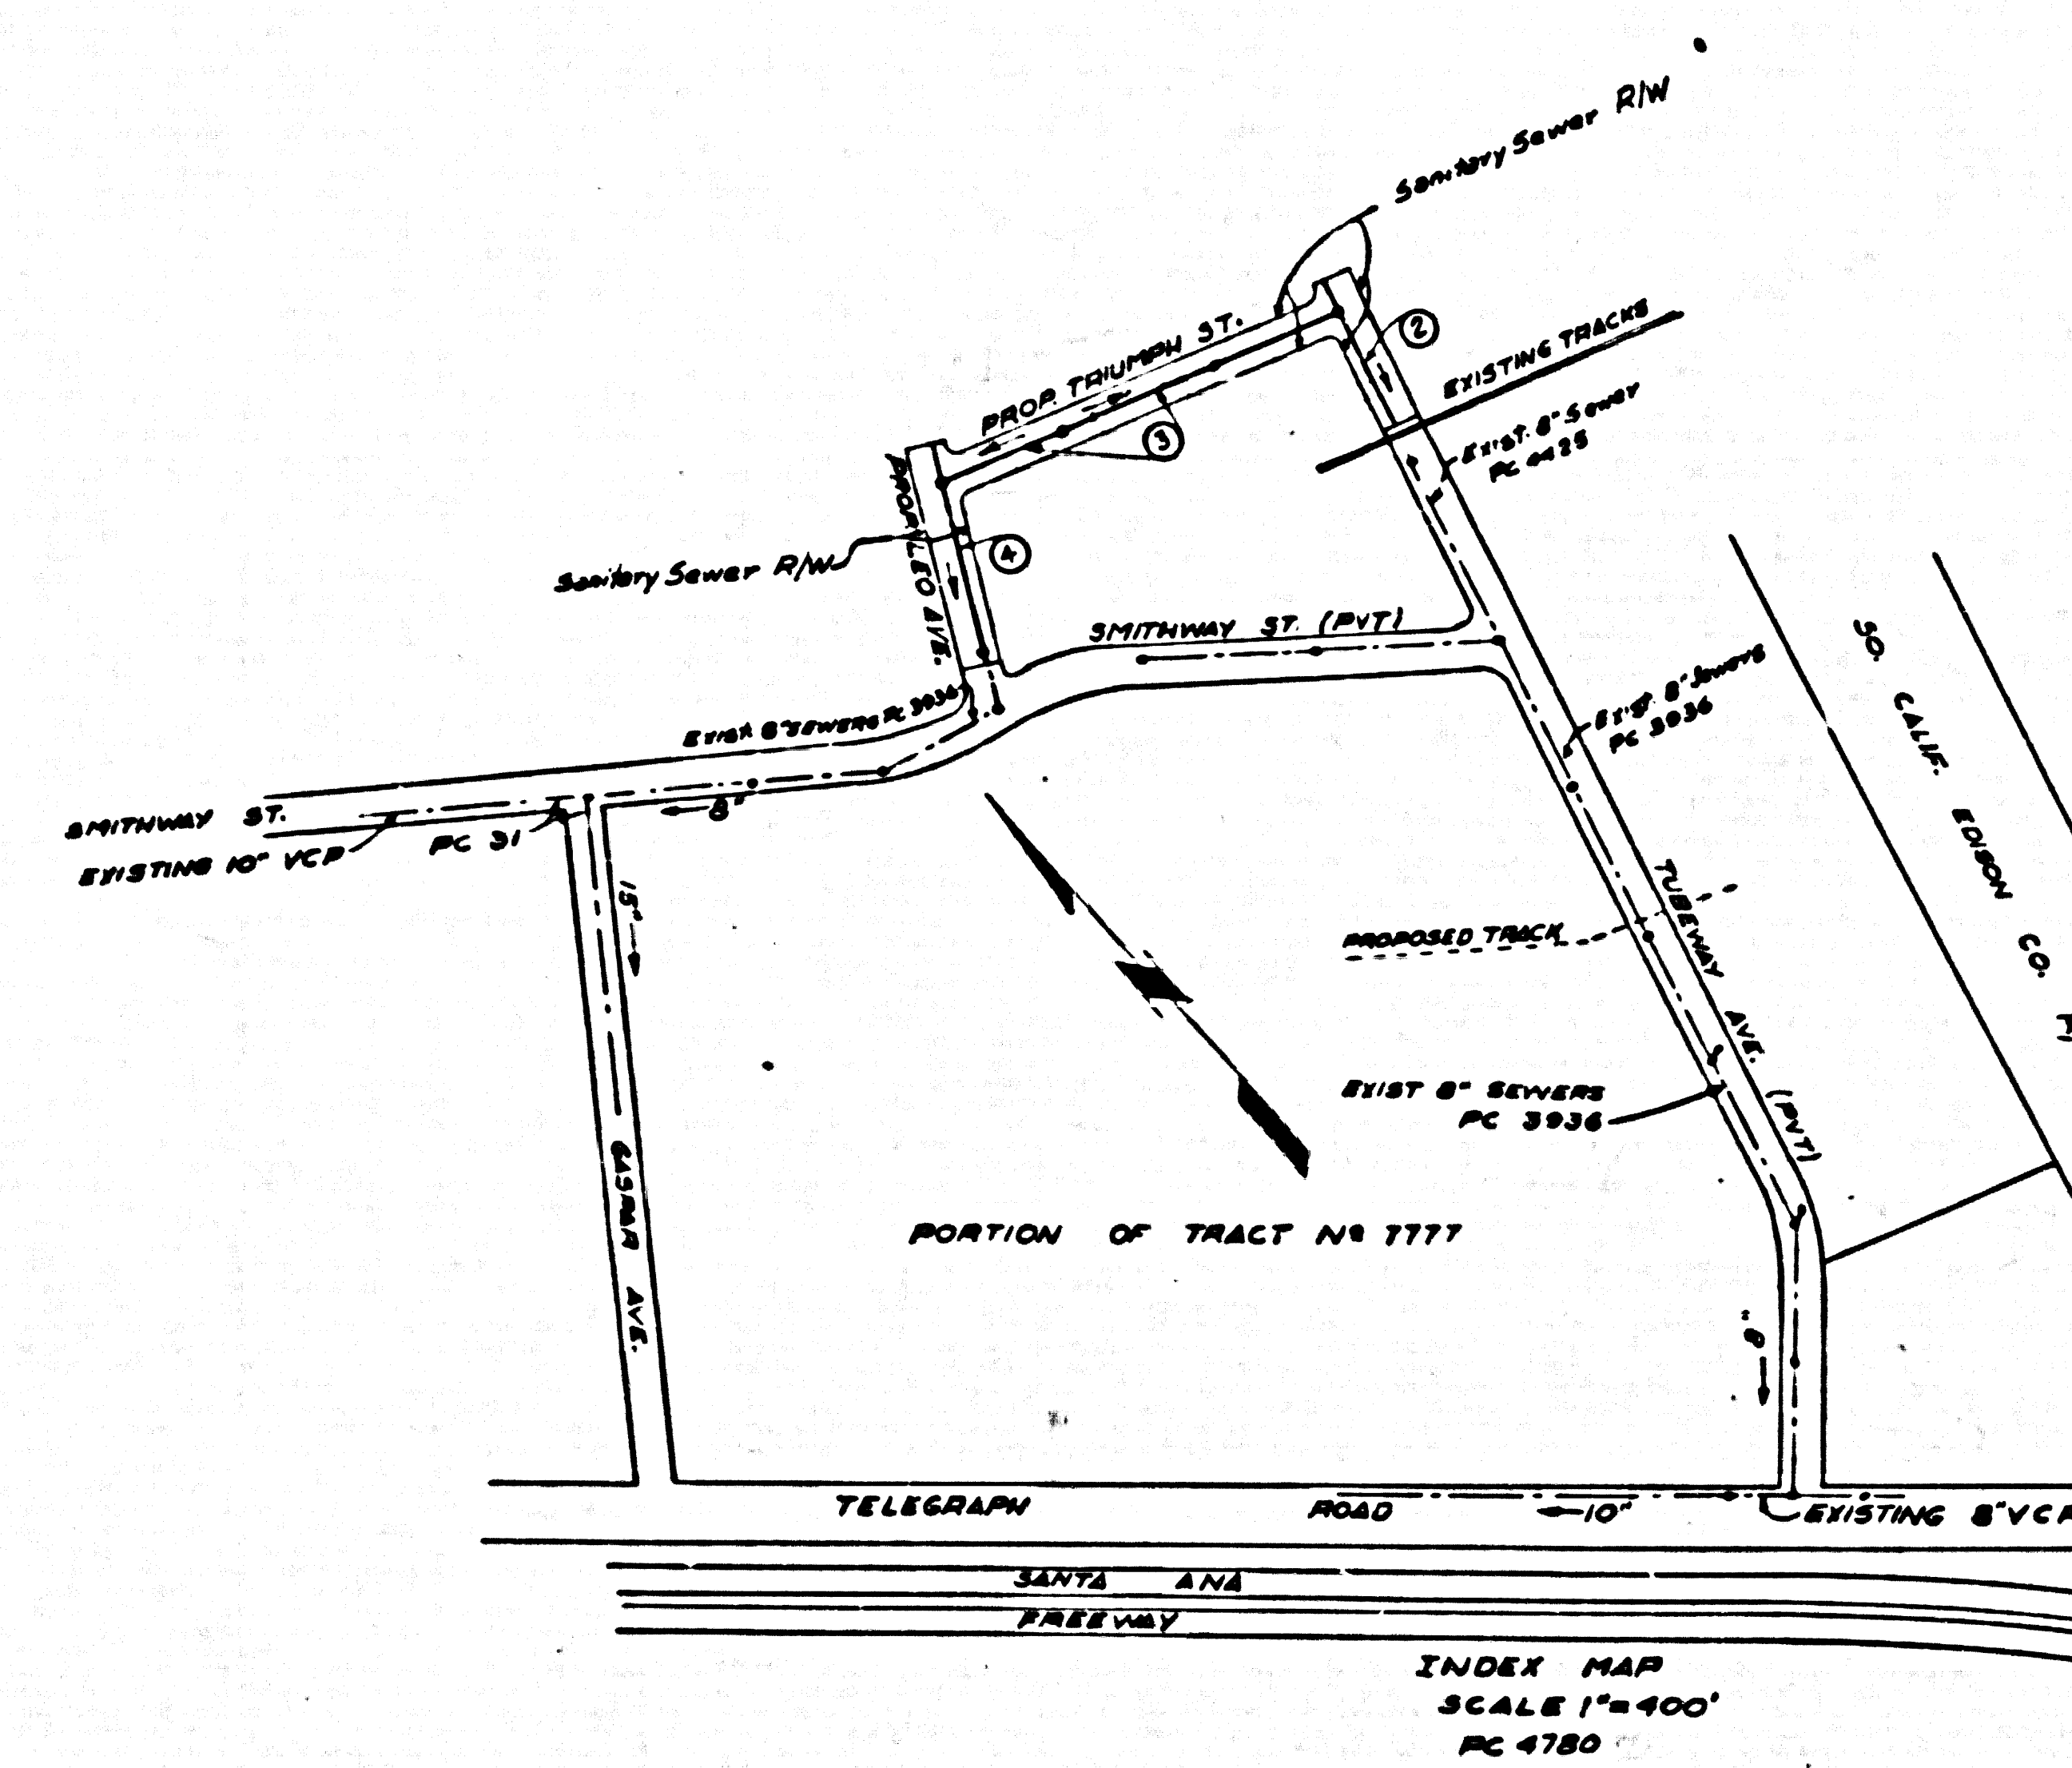 Sanitary Sewer R/W
PROP. TRIUMPH ST.
2
EXISTING TRACKS
Exist. 8" Sewer
PC 4425
3
PROP. LEO AVE.
4
Sanitary Sewer R/W
SMITHWAY ST. (PVT)
SO. CALIF. EDISON CO.
Exist. 8" Sewers
PC 3936
EXIST. 8" SEWERS PC 3936
8"
SMITHWAY ST.
PC 31
EXISTING 10" VCP
15"
TUBEWAY AVE. (PVT)
PROPOSED TRACK
EXIST 8" SEWERS
PC 3936
GASPAR AVE.
PORTION OF TRACT Nº 7777
8"
TELEGRAPH ROAD
10"
EXISTING 8" VCP
SANTA ANA
FREEWAY
INDEX MAP
SCALE 1"=400'
PC 4780